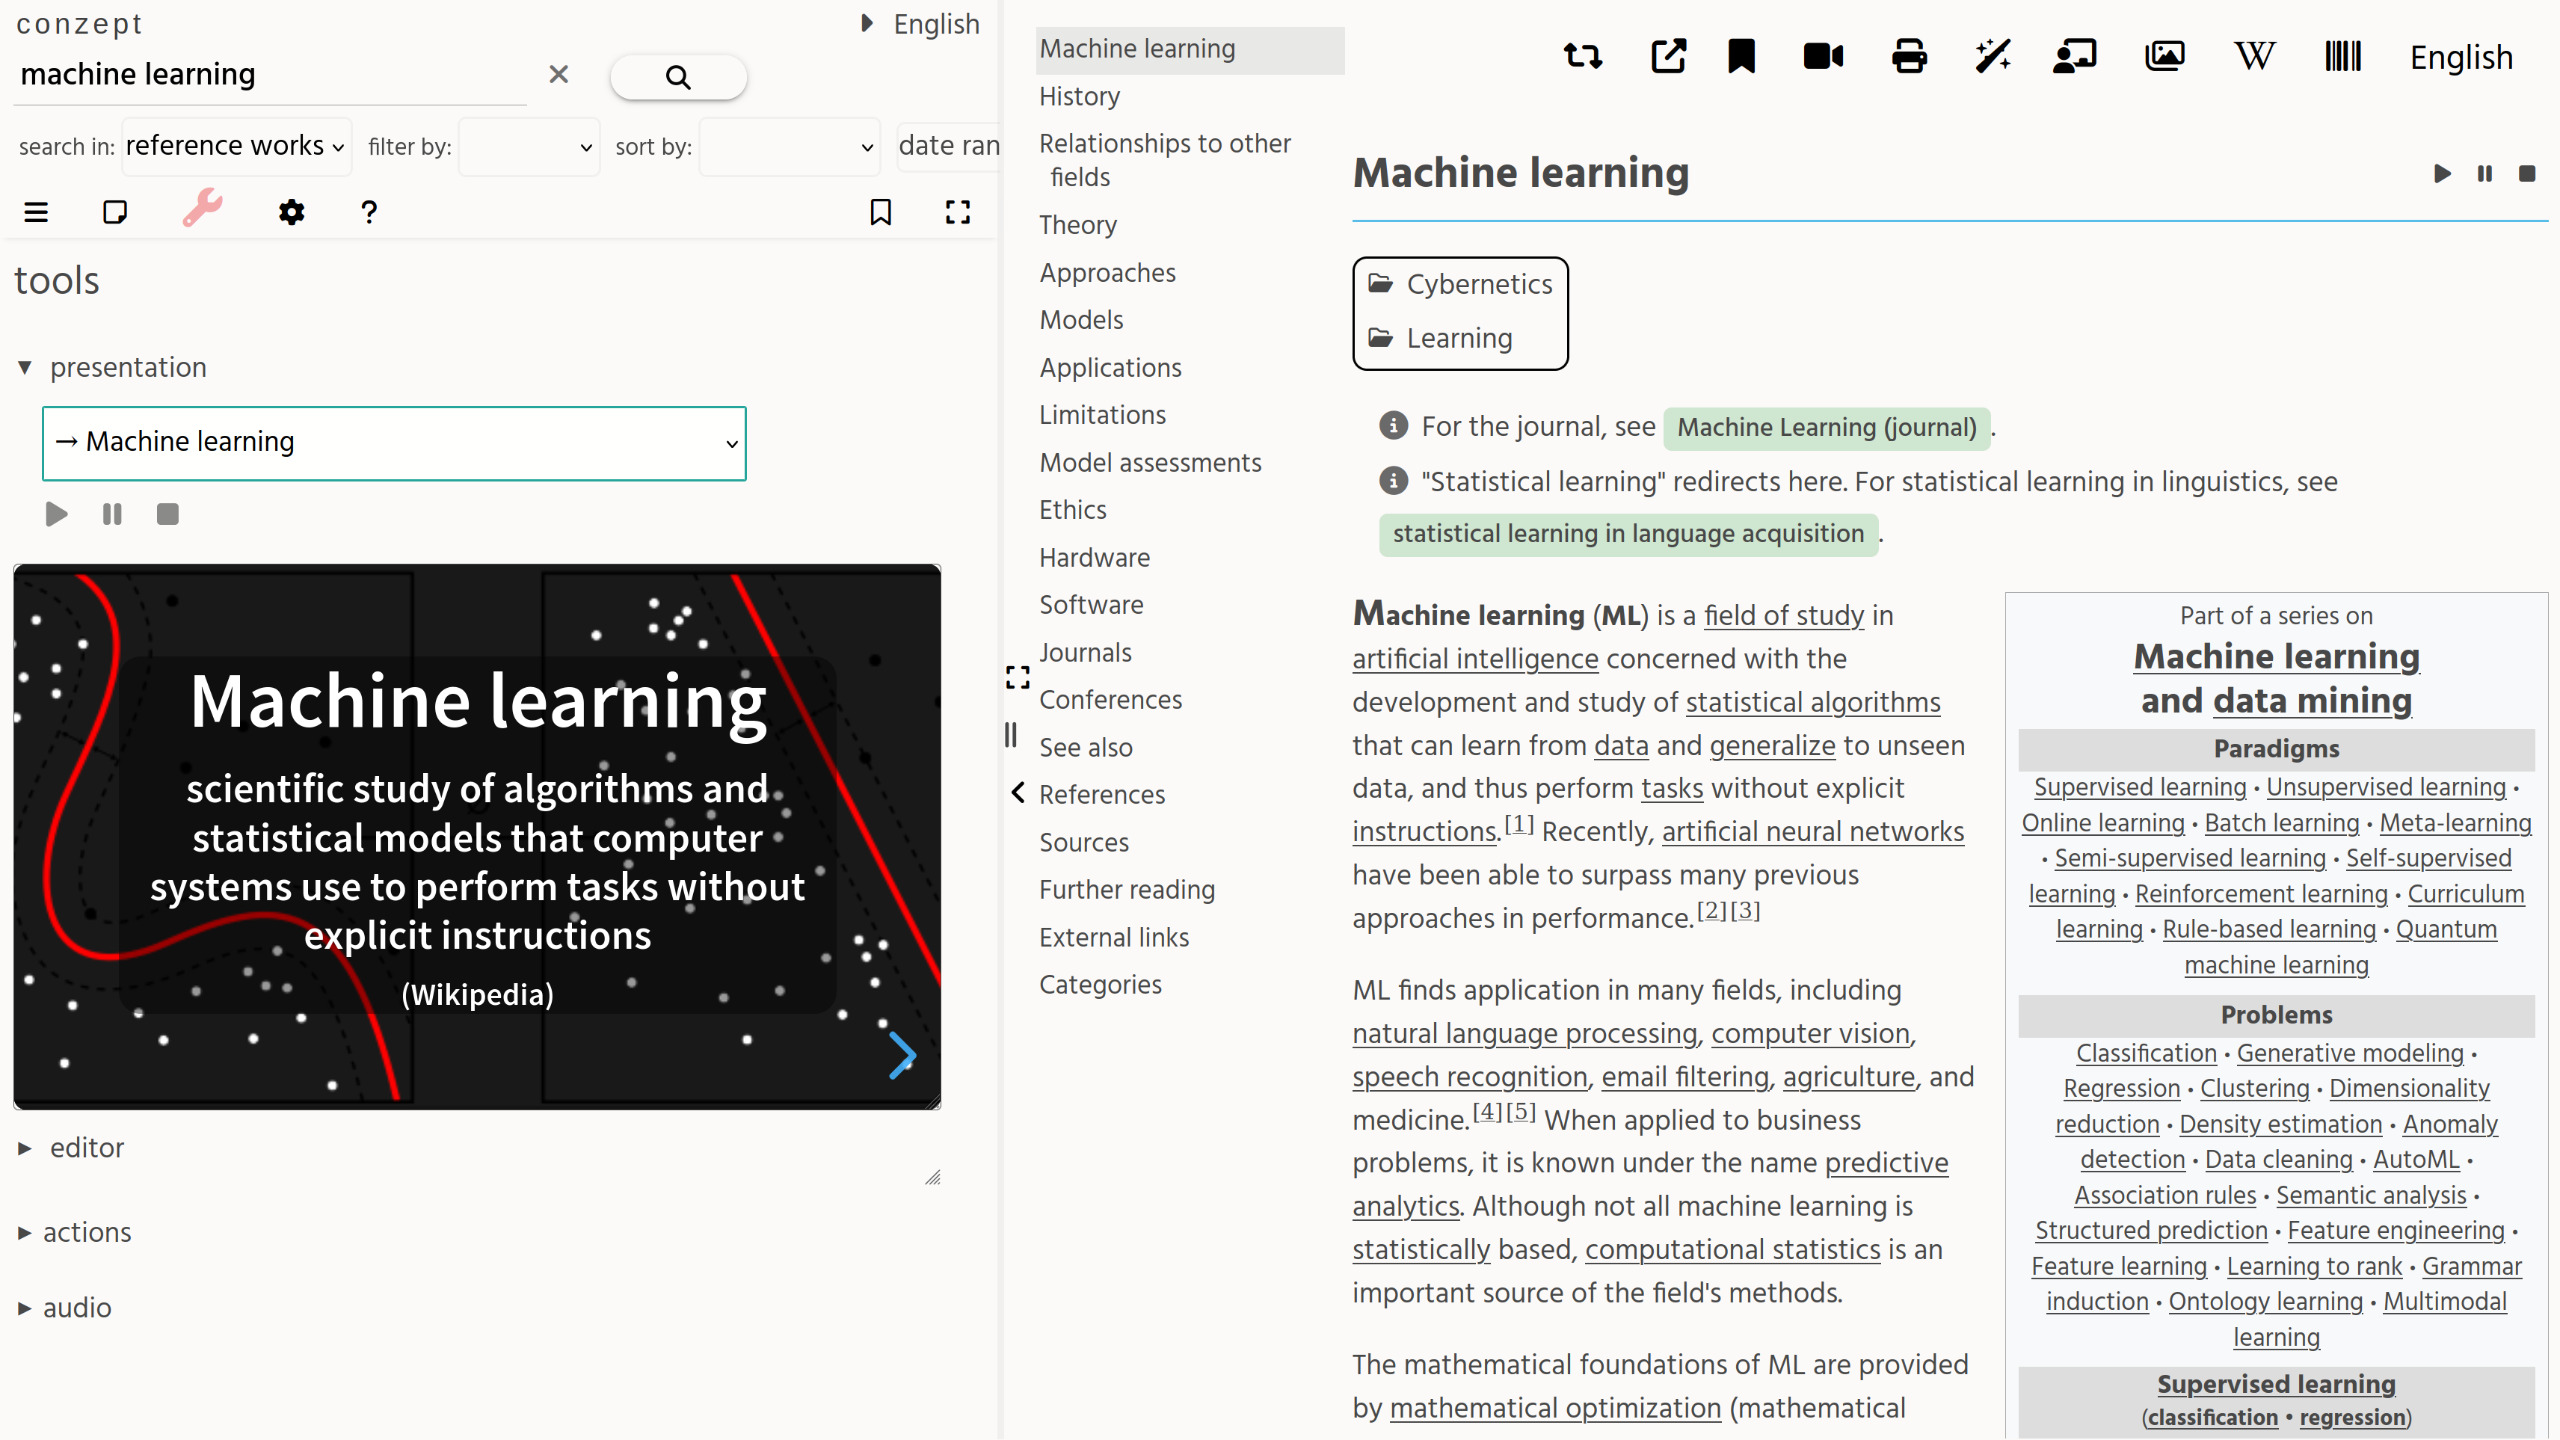 conzept
English
machine learning
search in: reference works filter by: sort by: date ran
?
tools
presentation
→ Machine learning
Machine learning
scientific study of algorithms and
statistical models that computer
systems use to perform tasks without
explicit instructions
(Wikipedia)
editor
actions
audio
Machine learning
History
Relationships to other
fields
Theory
Approaches
Models
Applications
Limitations
Model assessments
Ethics
Hardware
Software
Journals
Conferences
See also
References
Sources
Further reading
External links
Categories
W English
Machine learning
Cybernetics
Learning
For the journal, see Machine Learning (journal) .
"Statistical learning" redirects here. For statistical learning in linguistics, see
statistical learning in language acquisition .
Machine learning (ML) is a field of study in
artificial intelligence concerned with the
development and study of statistical algorithms
that can learn from data and generalize to unseen
data, and thus perform tasks without explicit
instructions.[1] Recently, artificial neural networks
have been able to surpass many previous
approaches in performance.[2][3]
ML finds application in many fields, including
natural language processing, computer vision,
speech recognition, email filtering, agriculture, and
medicine.[4][5] When applied to business
problems, it is known under the name predictive
analytics. Although not all machine learning is
statistically based, computational statistics is an
important source of the field's methods.
The mathematical foundations of ML are provided
by mathematical optimization (mathematical
Part of a series on
Machine learning
and data mining
Paradigms
Supervised learning • Unsupervised learning •
Online learning • Batch learning • Meta-learning
• Semi-supervised learning • Self-supervised
learning • Reinforcement learning • Curriculum
learning • Rule-based learning • Quantum
machine learning
Problems
Classification • Generative modeling •
Regression • Clustering • Dimensionality
reduction • Density estimation • Anomaly
detection • Data cleaning • AutoML •
Association rules • Semantic analysis •
Structured prediction • Feature engineering •
Feature learning • Learning to rank • Grammar
induction • Ontology learning • Multimodal
learning
Supervised learning
(classification • regression)